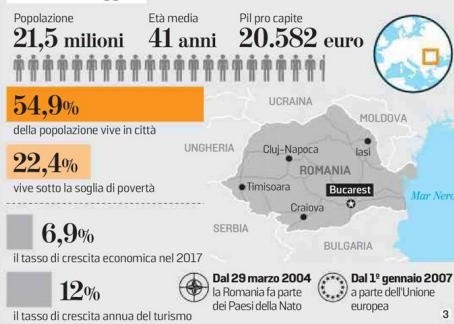 Popolazione
21,5 milioni
Età media
41 anni
Pil pro capite
20.582 euro
54,9%
della popolazione vive in città
22,4%
vive sotto la soglia di povertà
6,9%
il tasso di crescita economica nel 2017
12%
il tasso di crescita annua del turismo
UCRAINA
MOLDOVA
UNGHERIA
Cluj-Napoca
Iasi
ROMANIA
Timisoara
Bucarest
Mar Nero
Craiova
SERBIA
BULGARIA
Dal 29 marzo 2004
la Romania fa parte
dei Paesi della Nato
Dal 1º gennaio 2007
a parte dell'Unione
europea
3